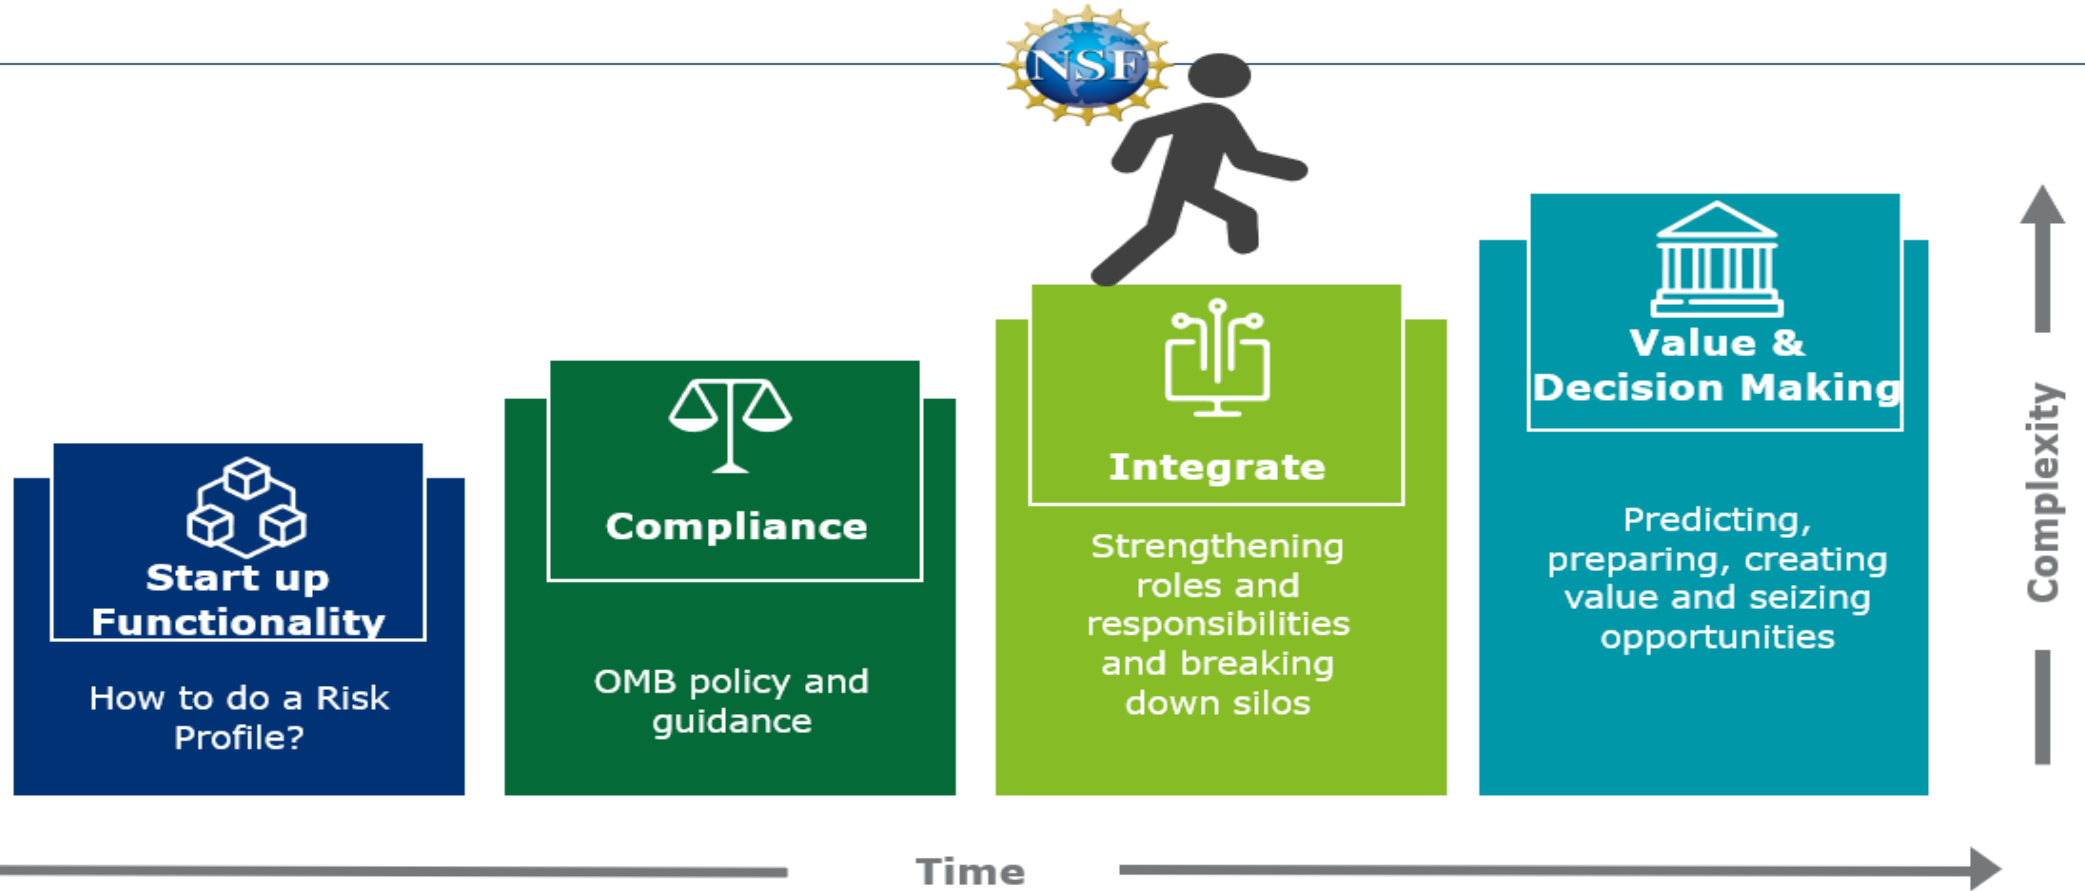 NSF
Start up
Functionality
How to do a Risk
Profile?
Compliance
OMB policy and
guidance
Integrate
Strengthening
roles and
responsibilities
and breaking
down silos
Value &
Decision Making
Predicting,
preparing, creating
value and seizing
opportunities
Complexity
Time